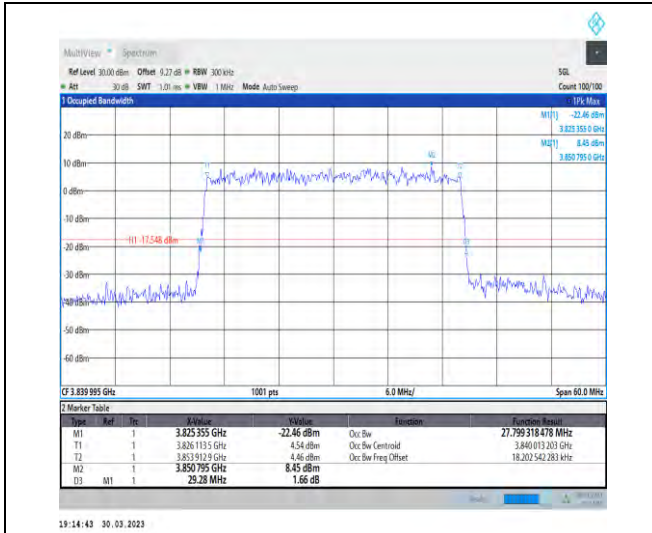 MultiView Spectrum
Ref Level 30.00 dBm Offset 9.27 dB RBW 300 kHz SGL
Att 30 dB SWT 1.01 ms VBW 1 MHz Mode Auto Sweep Count 100/100
1 Occupied Bandwidth 1Pk Max
M1[1] -22.46 dBm
3.825 355 0 GHz
M2[1] 8.45 dBm
3.850 795 0 GHz
20 dBm
M2
10 dBm
0 dBm
-10 dBm
H1 -17.548 dBm
-20 dBm
-30 dBm
-40 dBm
-50 dBm
-60 dBm
CF 3.839 995 GHz 1001 pts 6.0 MHz/ Span 60.0 MHz
2 Marker Table
Type Ref Trc X-Value Y-Value Function Function Result
M1 1 3.825 355 GHz -22.46 dBm Occ Bw 27.799 318 478 MHz
T1 1 3.826 113 5 GHz 4.54 dBm Occ Bw Centroid 3.840 013 203 GHz
T2 1 3.853 912 9 GHz 4.46 dBm Occ Bw Freq Offset 18.202 542 283 kHz
M2 1 3.850 795 GHz 8.45 dBm
D3 M1 1 29.28 MHz 1.66 dB
19:14:43 30.03.2023